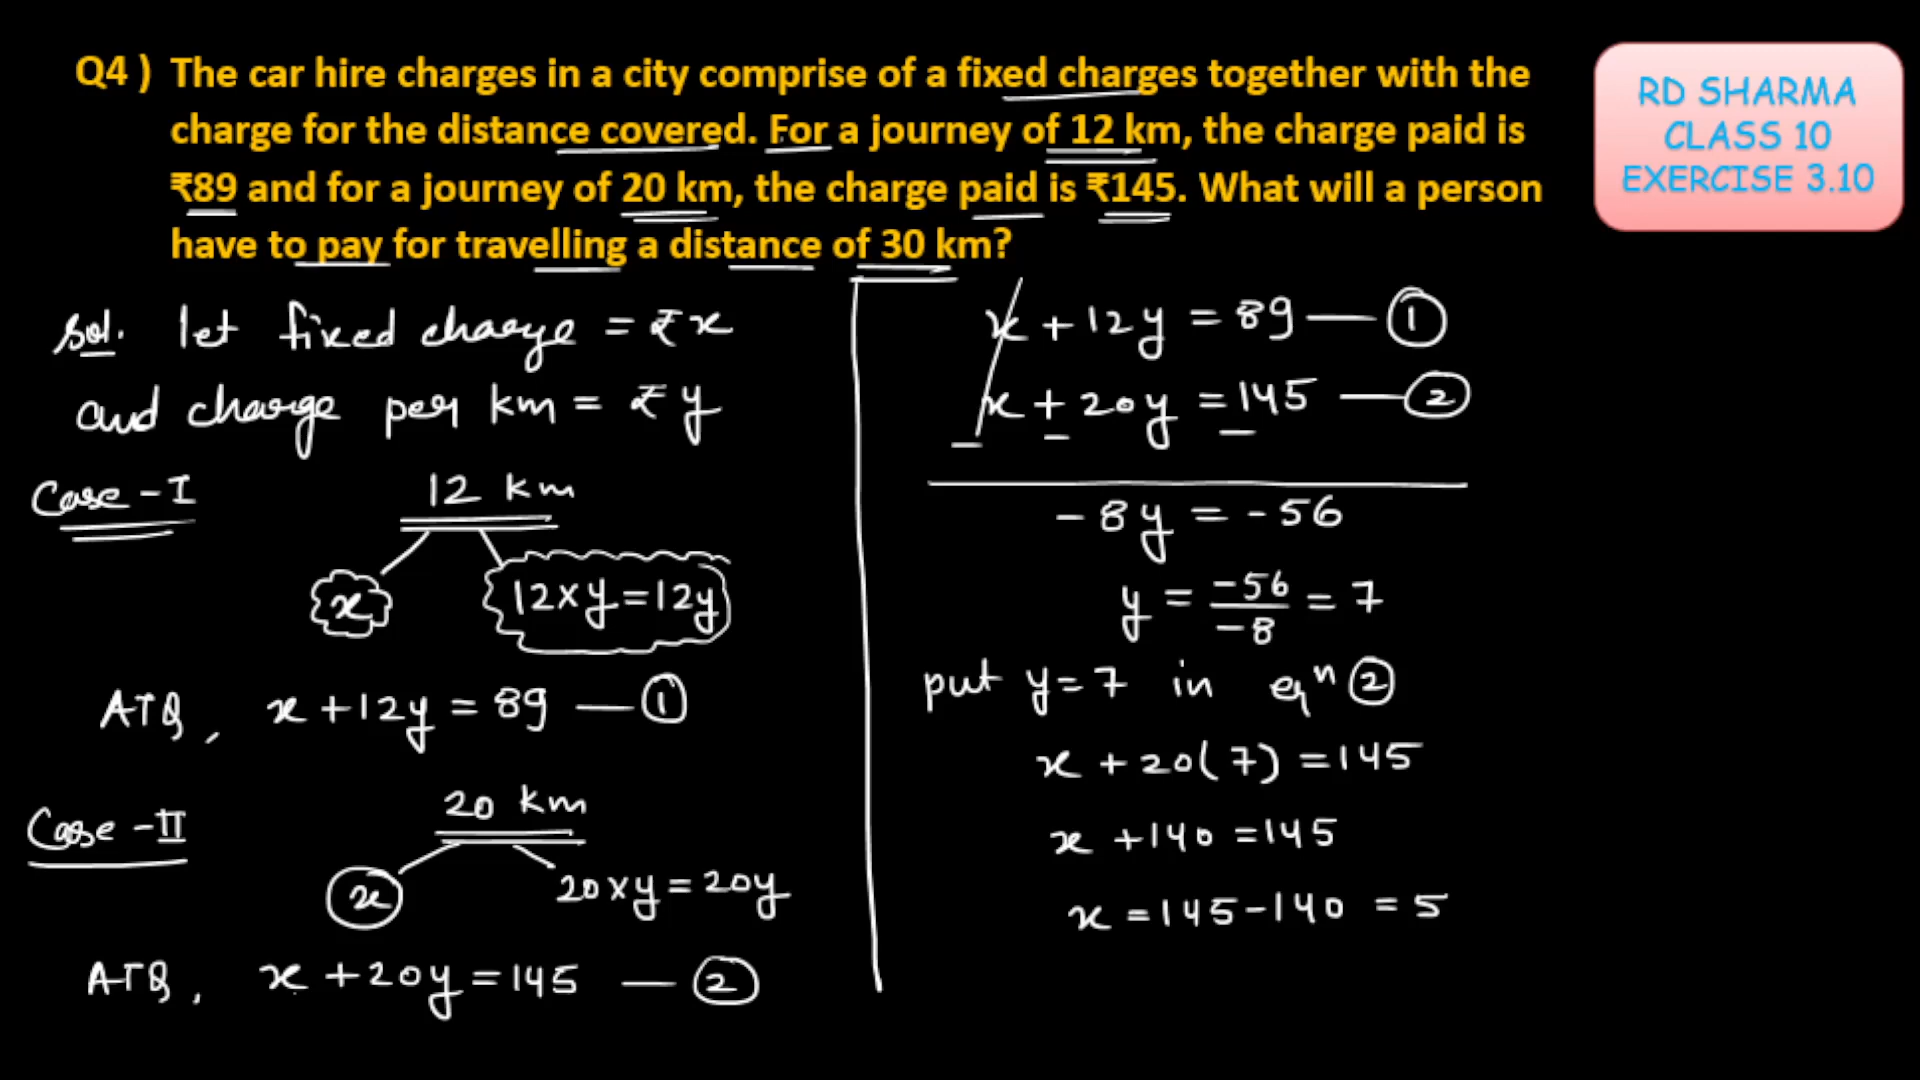 Q4 ) The car hire charges in a city comprise of a fixed charges together with the
charge for the distance covered. For a journey of 12 km, the charge paid is
₹89 and for a journey of 20 km, the charge paid is ₹145. What will a person
have to pay for travelling a distance of 30 km?
RD SHARMA
CLASS 10
EXERCISE 3.10
Sol. let fixed charge = ₹ x
and charge per km = ₹ y
Case - I
12 km
x 12×y=12y
ATQ, x+12y = 89 — ①
Case - II
20 km
x 20×y=20y
ATQ, x+20y=145 — ②
x + 12y = 89 — ①
x + 20y = 145 — ②
— — —
-8y = -56
y = -56/-8 = 7
put y=7 in eqⁿ ②
x + 20(7) = 145
x + 140 = 145
x = 145-140 = 5